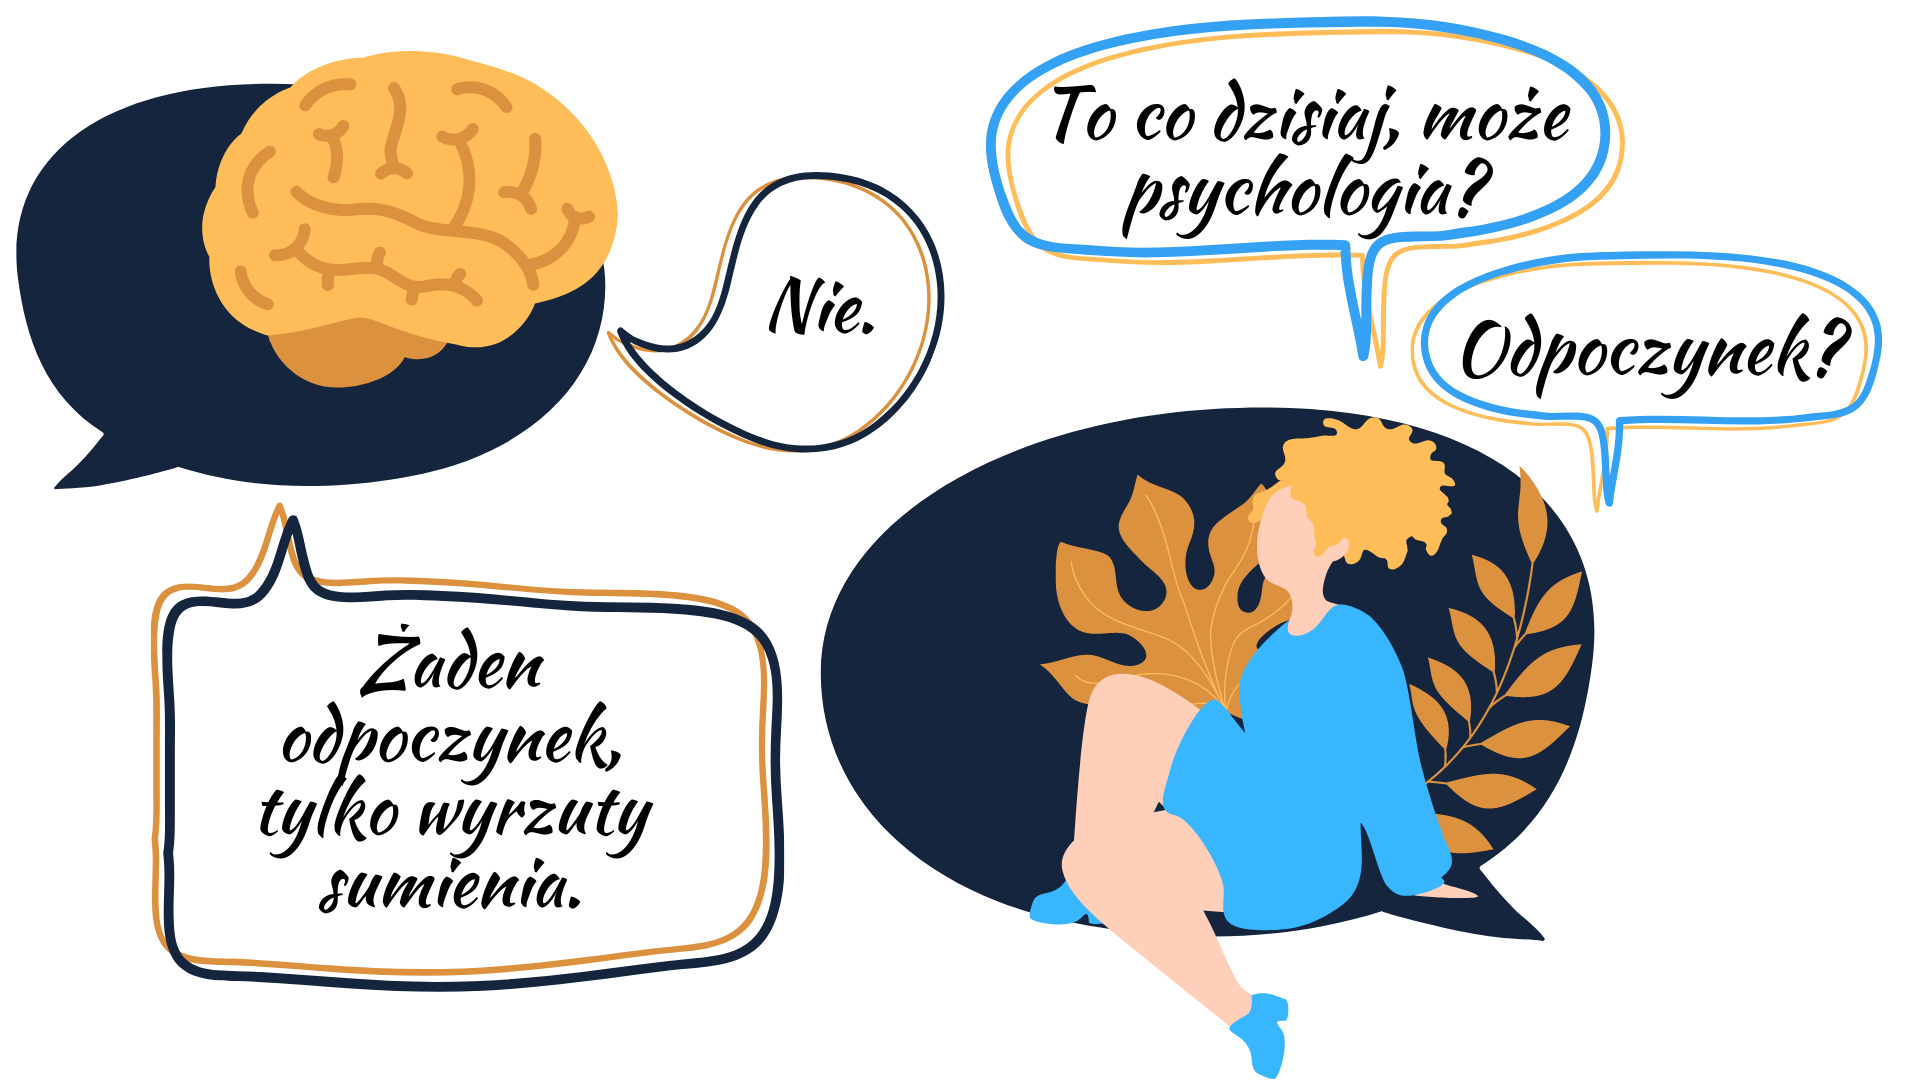 To co dzisiaj, może
psychologia?
Nie.
Odpoczynek?
Żaden
odpoczynek,
tylko wyrzuty
sumienia.